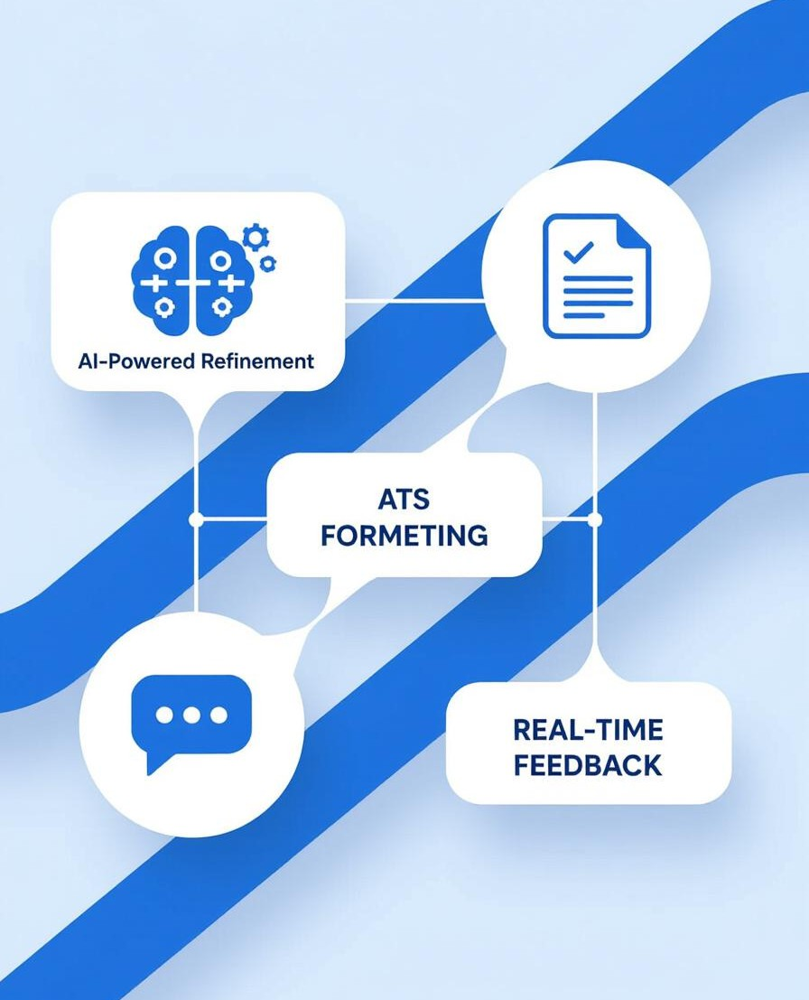 AI-Powered Refinement
ATS
FORMETING
REAL-TIME
FEEDBACK